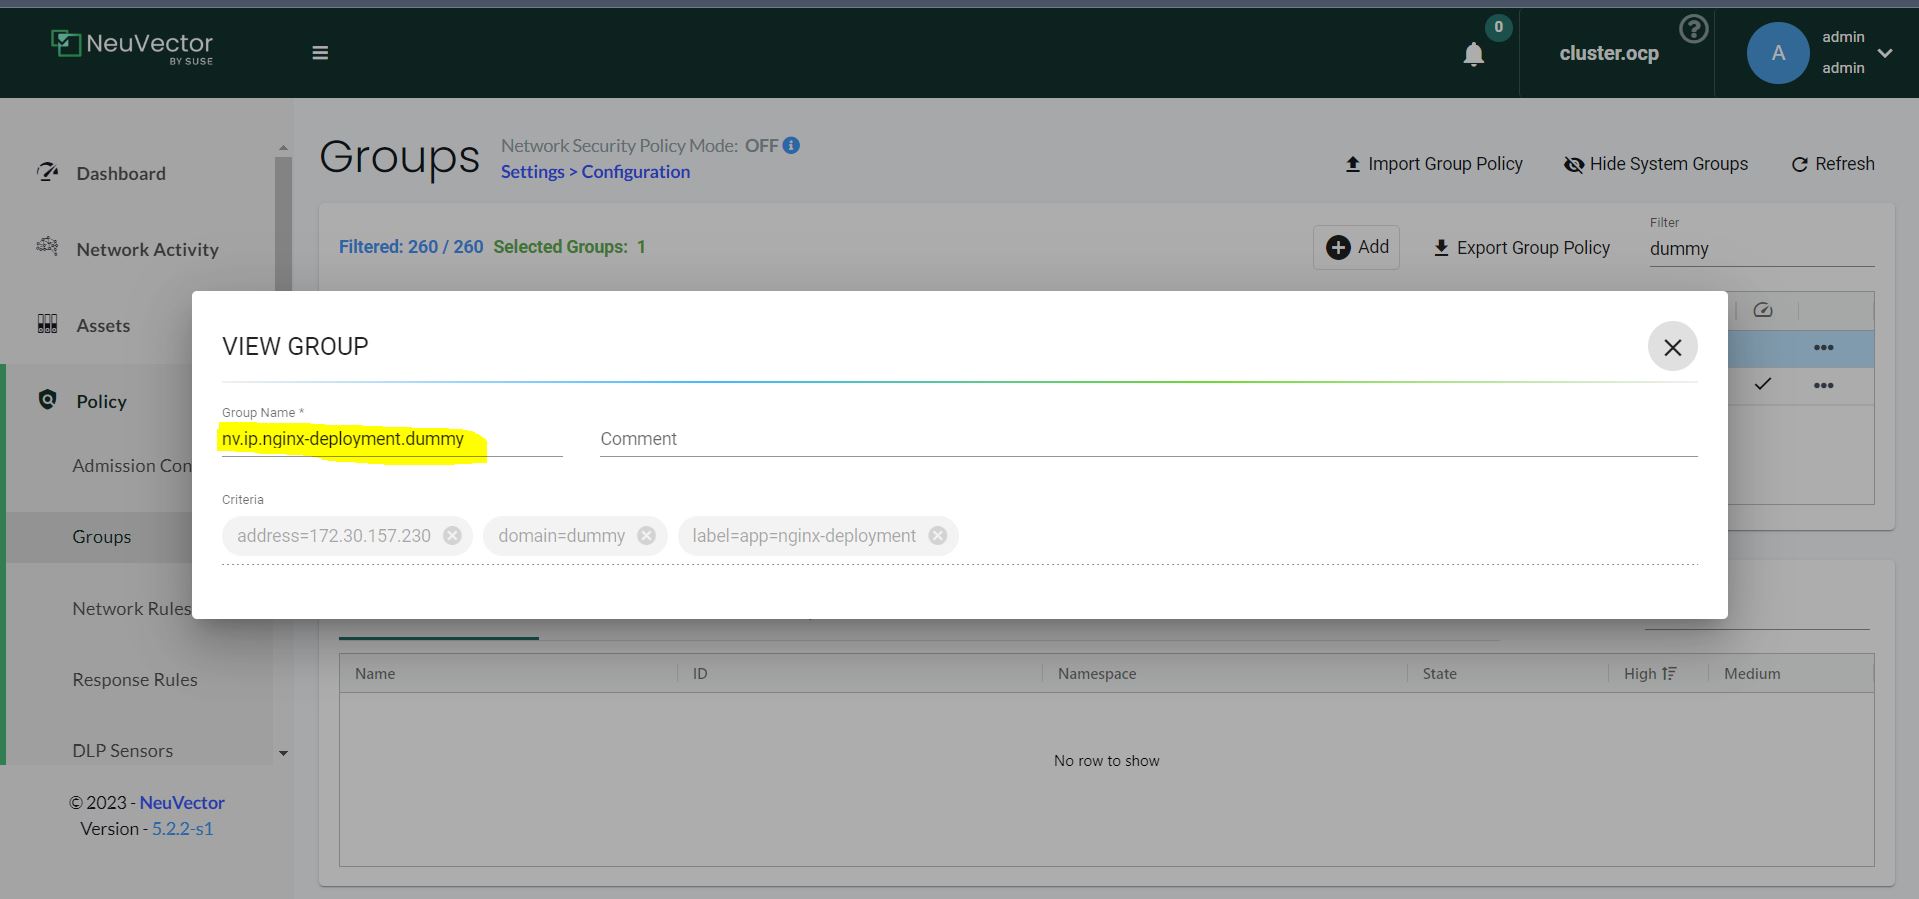 NeuVector
BY SUSE
0
cluster.ocp
?
A
admin
admin
Dashboard
Network Activity
Assets
Policy
Admission Con
Groups
Network Rules
Response Rules
DLP Sensors
© 2023 - NeuVector
Version - 5.2.2-s1
Groups
Network Security Policy Mode: OFF
Settings > Configuration
Import Group Policy
Hide System Groups
Refresh
Filtered: 260 / 260 Selected Groups: 1
Add
Export Group Policy
Filter
dummy
VIEW GROUP
Group Name *
nv.ip.nginx-deployment.dummy
Comment
Criteria
address=172.30.157.230
domain=dummy
label=app=nginx-deployment
Name ID Namespace State High Medium
No row to show